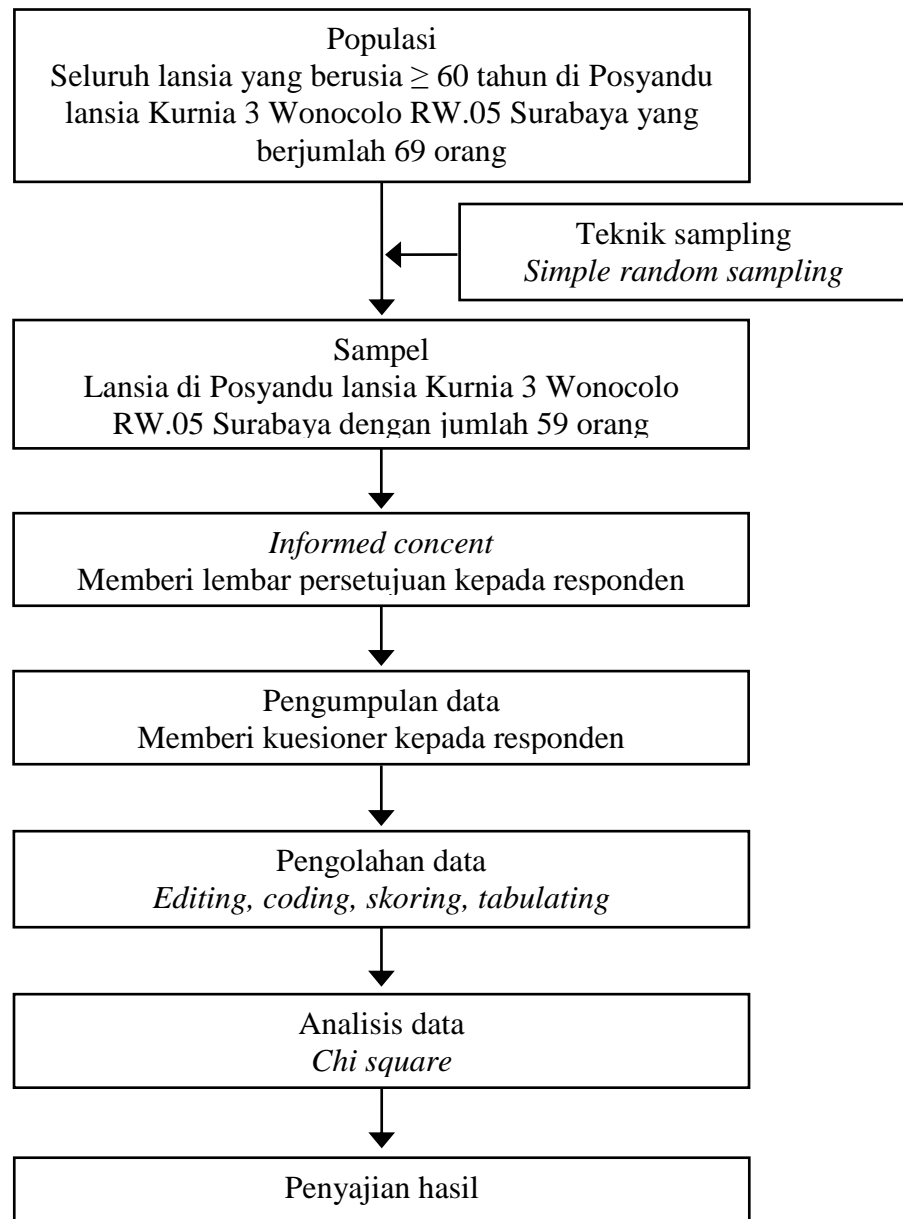 Populasi
Seluruh lansia yang berusia ≥ 60 tahun di Posyandu
lansia Kurnia 3 Wonocolo RW.05 Surabaya yang
berjumlah 69 orang
Teknik sampling
Simple random sampling
Sampel
Lansia di Posyandu lansia Kurnia 3 Wonocolo
RW.05 Surabaya dengan jumlah 59 orang
Informed concent
Memberi lembar persetujuan kepada responden
Pengumpulan data
Memberi kuesioner kepada responden
Pengolahan data
Editing, coding, skoring, tabulating
Analisis data
Chi square
Penyajian hasil